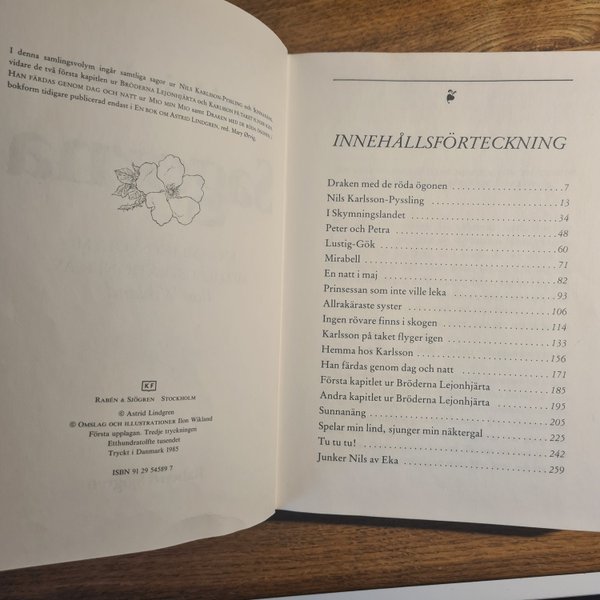 I denna samlingsvolym ingår samtliga sagor ur NILS KARLSSON-PYSSLING och SUNNANÄNG,
vidare de två första kapitlen ur BRÖDERNA LEJONHJÄRTA och KARLSSON PÅ TAKET FLYGER IGEN,
HAN FÄRDAS GENOM DAG OCH NATT ur MIO MIN MIO samt DRAKEN MED DE RÖDA ÖGONEN i
bokform tidigare publicerad endast i EN BOK OM ASTRID LINDGREN, red. Mary Ørvig.
KF
RABÉN & SJÖGREN STOCKHOLM
© Astrid Lindgren
© OMSLAG OCH ILLUSTRATIONER Ilon Wikland
Första upplagan. Tredje tryckningen
Etthundratolfte tusendet
Tryckt i Danmark 1985
ISBN 91 29 54589 7
INNEHÅLLSFÖRTECKNING
Draken med de röda ögonen 7
Nils Karlsson-Pyssling 13
I Skymningslandet 34
Peter och Petra 48
Lustig-Gök 60
Mirabell 71
En natt i maj 82
Prinsessan som inte ville leka 93
Allrakäraste syster 106
Ingen rövare finns i skogen 114
Karlsson på taket flyger igen 133
Hemma hos Karlsson 156
Han färdas genom dag och natt 171
Första kapitlet ur Bröderna Lejonhjärta 185
Andra kapitlet ur Bröderna Lejonhjärta 195
Sunnanäng 205
Spelar min lind, sjunger min näktergal 225
Tu tu tu! 242
Junker Nils av Eka 259